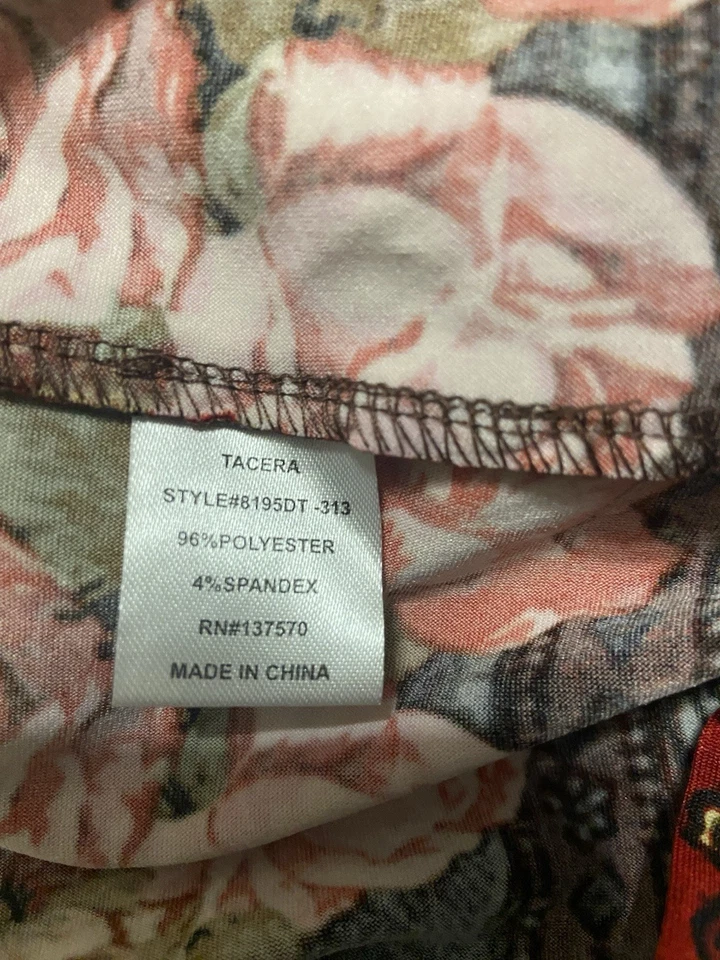 TACERA
STYLE#8195DT -313
96%POLYESTER
4%SPANDEX
RN#137570
MADE IN CHINA